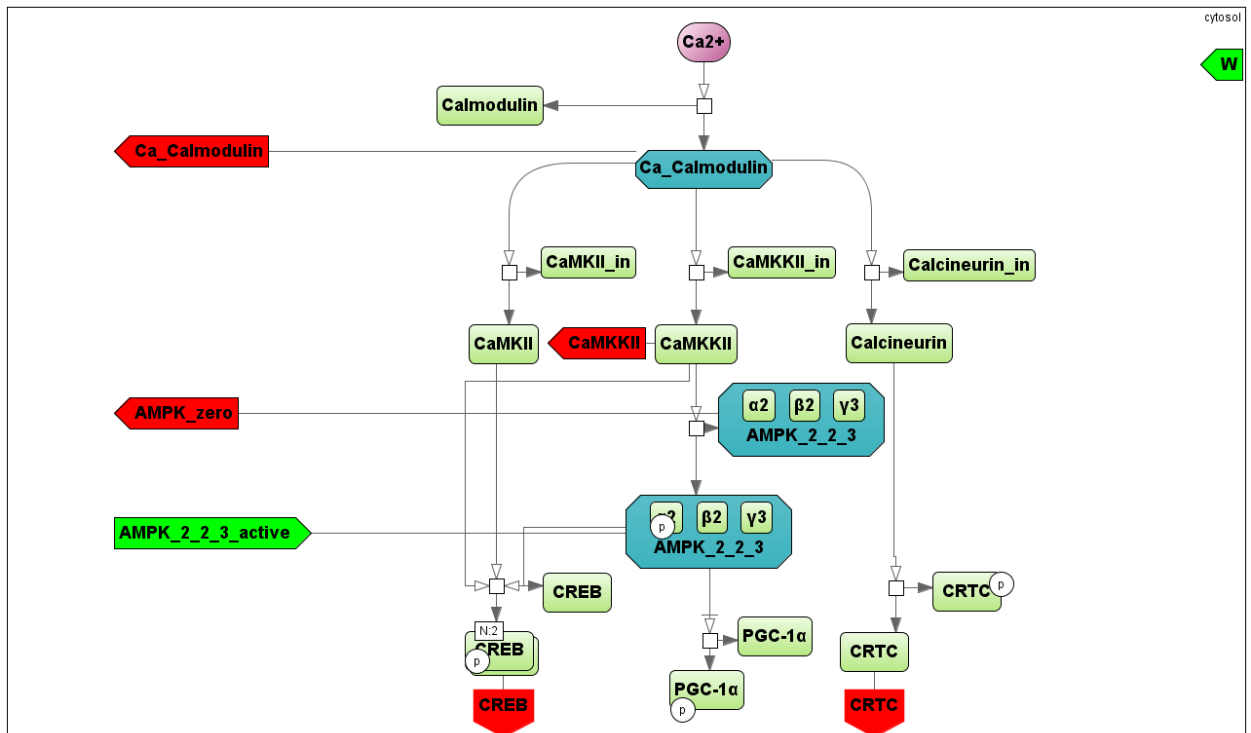 cytosol
Ca2+
W
Calmodulin
Ca_Calmodulin
Ca_Calmodulin
CaMKII_in
CaMKKII_in
Calcineurin_in
CaMKII
CaMKKII
CaMKKII
Calcineurin
α2
β2
γ3
AMPK_zero
AMPK_2_2_3
α2
β2
γ3
p
AMPK_2_2_3_active
AMPK_2_2_3
CREB
CRTC
p
N:2
CREB
p
PGC-1α
CRTC
PGC-1α
p
CREB
CRTC